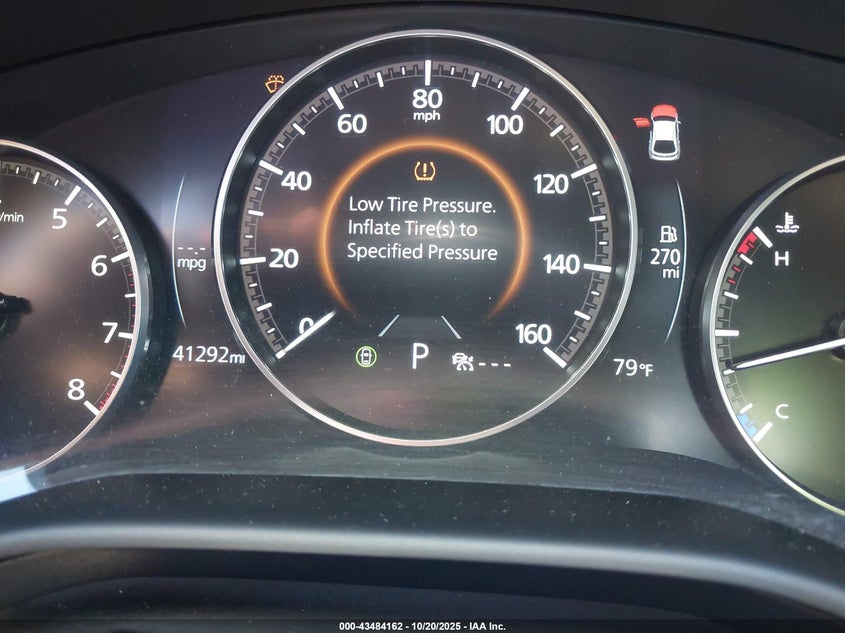 80
mph
60
100
40
120
5
/min
Low Tire Pressure.
Inflate Tire(s) to
Specified Pressure
6
---- 
mpg
20
140
270
mi
H
7
0
160
41292mi
P
----
79°F
8
C
000-43484162 - 10/20/2025 - IAA Inc.